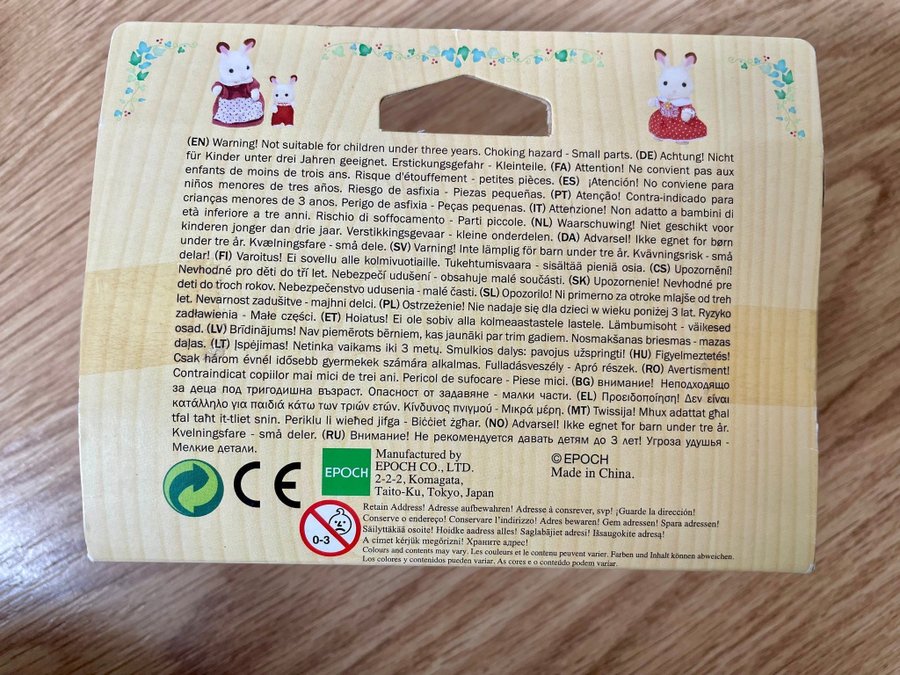 (EN) Warning! Not suitable for children under three years. Choking hazard - Small parts. (DE) Achtung! Nicht
für Kinder unter drei Jahren geeignet. Erstickungsgefahr - Kleinteile. (FA) Attention! Ne convient pas aux
enfants de moins de trois ans. Risque d'étouffement - petites pièces. (ES) ¡Atención! No conviene para
niños menores de tres años. Riesgo de asfixia - Piezas pequeñas. (PT) Atenção! Contra-indicado para
crianças menores de 3 anos. Perigo de asfixia - Peças pequenas. (IT) Attenzione! Non adatto a bambini di
età inferiore a tre anni. Rischio di soffocamento - Parti piccole. (NL) Waarschuwing! Niet geschikt voor
kinderen jonger dan drie jaar. Verstikkingsgevaar - kleine onderdelen. (DA) Advarsel! Ikke egnet for børn
under tre år. Kvælningsfare - små dele. (SV) Varning! Inte lämplig för barn under tre år. Kvävningsrisk - små
delar! (FI) Varoitus! Ei sovellu alle kolmivuotiaille. Tukehtumisvaara - sisältää pieniä osia. (CS) Upozornění!
Nevhodné pro děti do tří let. Nebezpečí udušení - obsahuje malé součásti. (SK) Upozornenie! Nevhodné pre
deti do troch rokov. Nebezpečenstvo udusenia - malé časti. (SL) Opozorilo! Ni primerno za otroke mlajše od treh
let. Nevarnost zadušitve - majhni delci. (PL) Ostrzeżenie! Nie nadaje się dla dzieci w wieku poniżej 3 lat. Ryzyko
zadławienia - Małe części. (ET) Hoiatus! Ei ole sobiv alla kolmeaastastele lastele. Lämbumisoht - väikesed
osad. (LV) Brīdinājums! Nav piemērots bērniem, kas jaunāki par trim gadiem. Nosmakšanas briesmas - mazas
daļas. (LT) Įspėjimas! Netinka vaikams iki 3 metų. Smulkios dalys: pavojus užspringti! (HU) Figyelmeztetés!
Csak három évnél idősebb gyermekek számára alkalmas. Fulladásveszély - Apró részek. (RO) Avertisment!
Contraindicat copiilor mai mici de trei ani. Pericol de sufocare - Piese mici. (BG) внимание! Неподходящо
за деца под тригодишна възраст. Опасност от задавяне - малки части. (EL) Προειδοποίηση! Δεν είναι
κατάλληλο για παιδιά κάτω των τριών ετών. Κίνδυνος πνιγμού - Μικρά μέρη. (MT) Twissija! Mhux adattat għal
tfal taħt it-tliet snin. Periklu li wieħed jifga - Biċċiet żgħar. (NO) Advarsel! Ikke egnet for barn under tre år.
Kvelningsfare - små deler. (RU) Внимание! Не рекомендуется давать детям до 3 лет! Угроза удушья -
Мелкие детали.
CE
EPOCH
Manufactured by
EPOCH CO., LTD.
2-2-2, Komagata,
Taito-Ku, Tokyo, Japan
©EPOCH
Made in China.
0-3
Retain Address! Adresse aufbewahren! Adresse à consrever, svp! ¡Guarde la dirección!
Conserve o endereço! Conservare l'indirizzo! Adres bewaren! Gem adressen! Spara adressen!
Säilyttäkää osoite! Hoidke aadress alles! Saglabājiet adresi! Išsaugokite adresą!
A címet kérjük megőrizni! Храните адрес!
Colours and contents may vary. Les couleurs et le contenu peuvent varier. Farben und Inhalt können abweichen.
Los colores y contenidos pueden variar. As cores e o conteúdo podem variar.